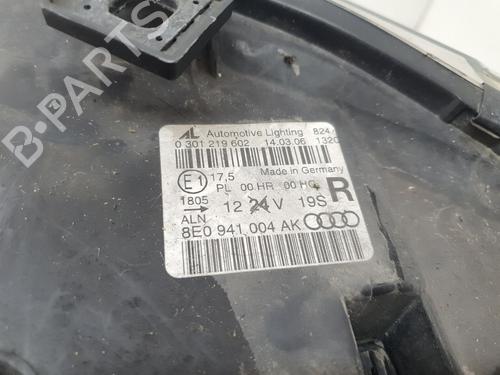 AL Automotive Lighting 824
0 301 219 602 14.03.06 1320
E1 17,5 Made in Germany
PL 00 HR 00 HC R
1805 12 24 V 19S
ALN
8E0 941 004 AK
B-PARTS